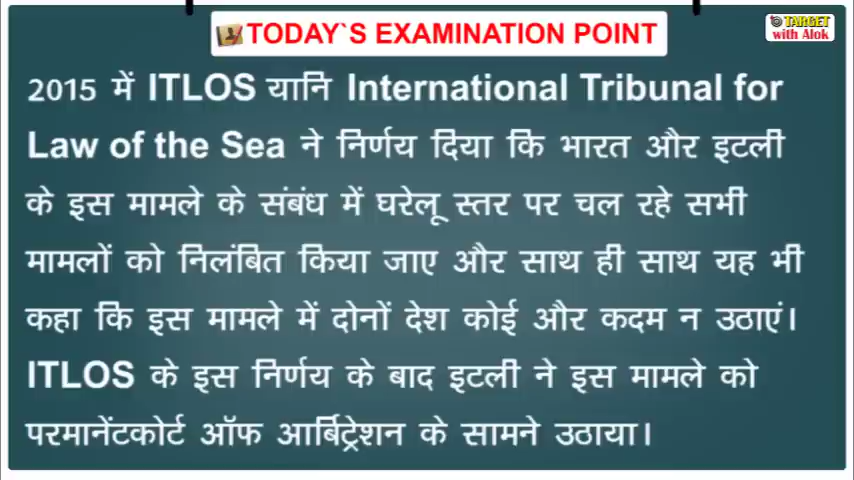 TODAY`S EXAMINATION POINT
TARGET
with Alok
2015 में ITLOS यानि International Tribunal for
Law of the Sea ने निर्णय दिया कि भारत और इटली
के इस मामले के संबंध में घरेलू स्तर पर चल रहे सभी
मामलों को निलंबित किया जाए और साथ ही साथ यह भी
कहा कि इस मामले में दोनों देश कोई और कदम न उठाएं।
ITLOS के इस निर्णय के बाद इटली ने इस मामले को
परमानेंटकोर्ट ऑफ आर्बिट्रेशन के सामने उठाया।